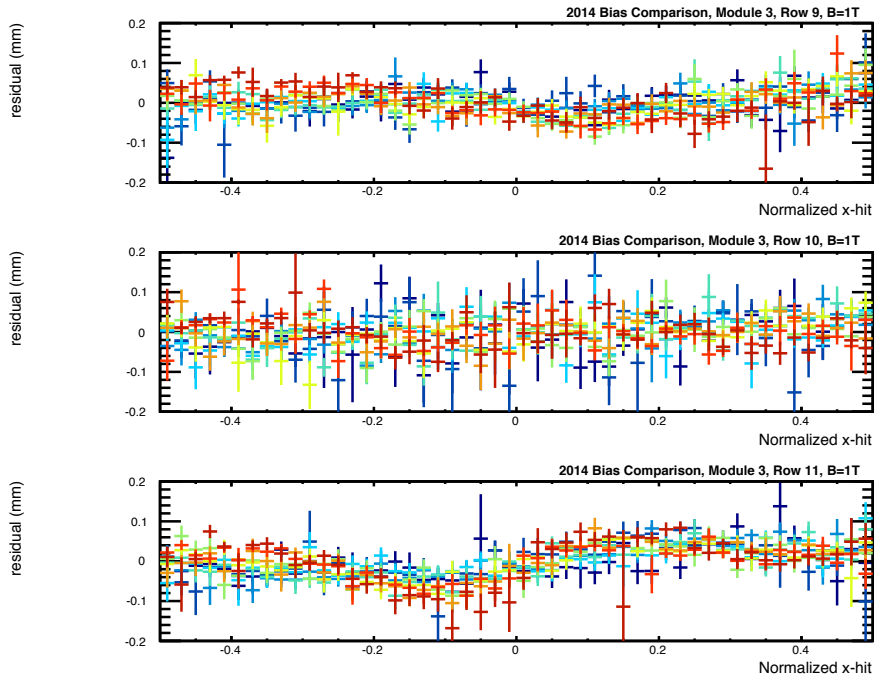 2014 Bias Comparison, Module 3, Row 9, B=1T
residual (mm)
0.2
0.1
0
-0.1
-0.2
-0.4 -0.2 0 0.2 0.4
Normalized x-hit
2014 Bias Comparison, Module 3, Row 10, B=1T
residual (mm)
0.2
0.1
0
-0.1
-0.2
-0.4 -0.2 0 0.2 0.4
Normalized x-hit
2014 Bias Comparison, Module 3, Row 11, B=1T
residual (mm)
0.2
0.1
0
-0.1
-0.2
-0.4 -0.2 0 0.2 0.4
Normalized x-hit